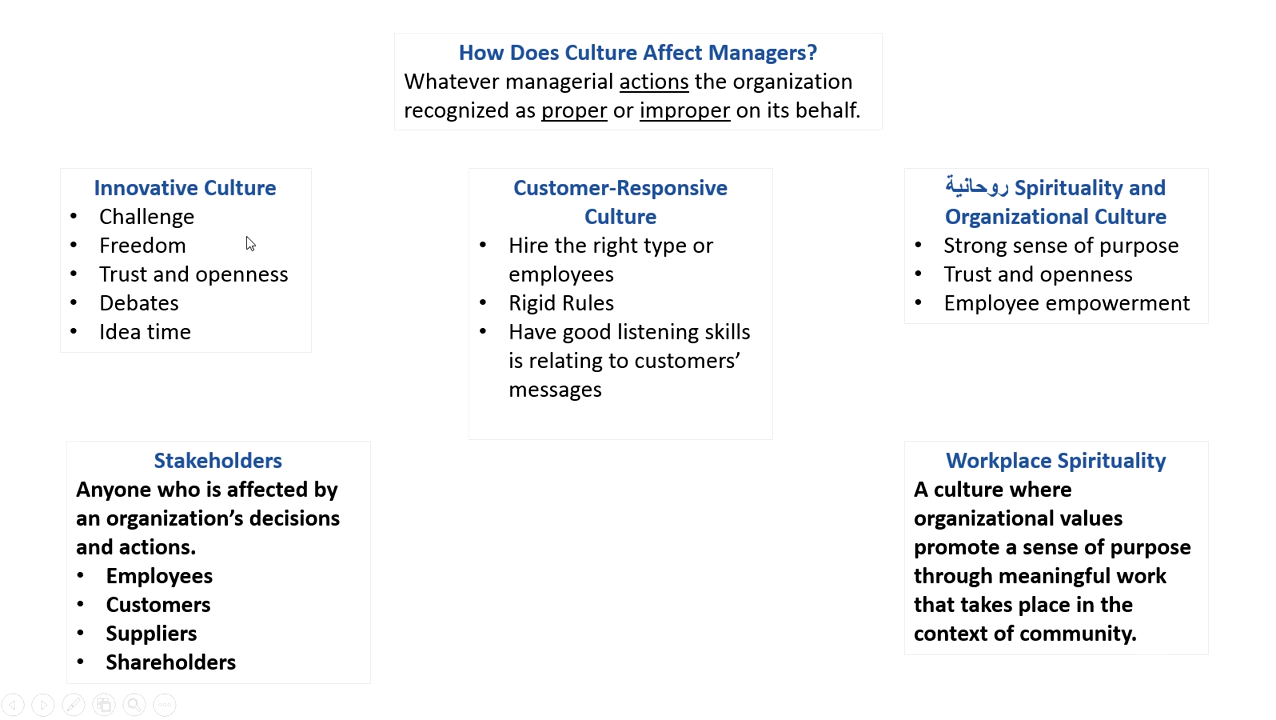 How Does Culture Affect Managers?
Whatever managerial actions the organization
recognized as proper or improper on its behalf.
Innovative Culture
• Challenge
• Freedom
• Trust and openness
• Debates
• Idea time
Customer-Responsive
Culture
• Hire the right type or
employees
• Rigid Rules
• Have good listening skills
is relating to customers’
messages
روحانية Spirituality and
Organizational Culture
• Strong sense of purpose
• Trust and openness
• Employee empowerment
Stakeholders
Anyone who is affected by
an organization’s decisions
and actions.
• Employees
• Customers
• Suppliers
• Shareholders
Workplace Spirituality
A culture where
organizational values
promote a sense of purpose
through meaningful work
that takes place in the
context of community.